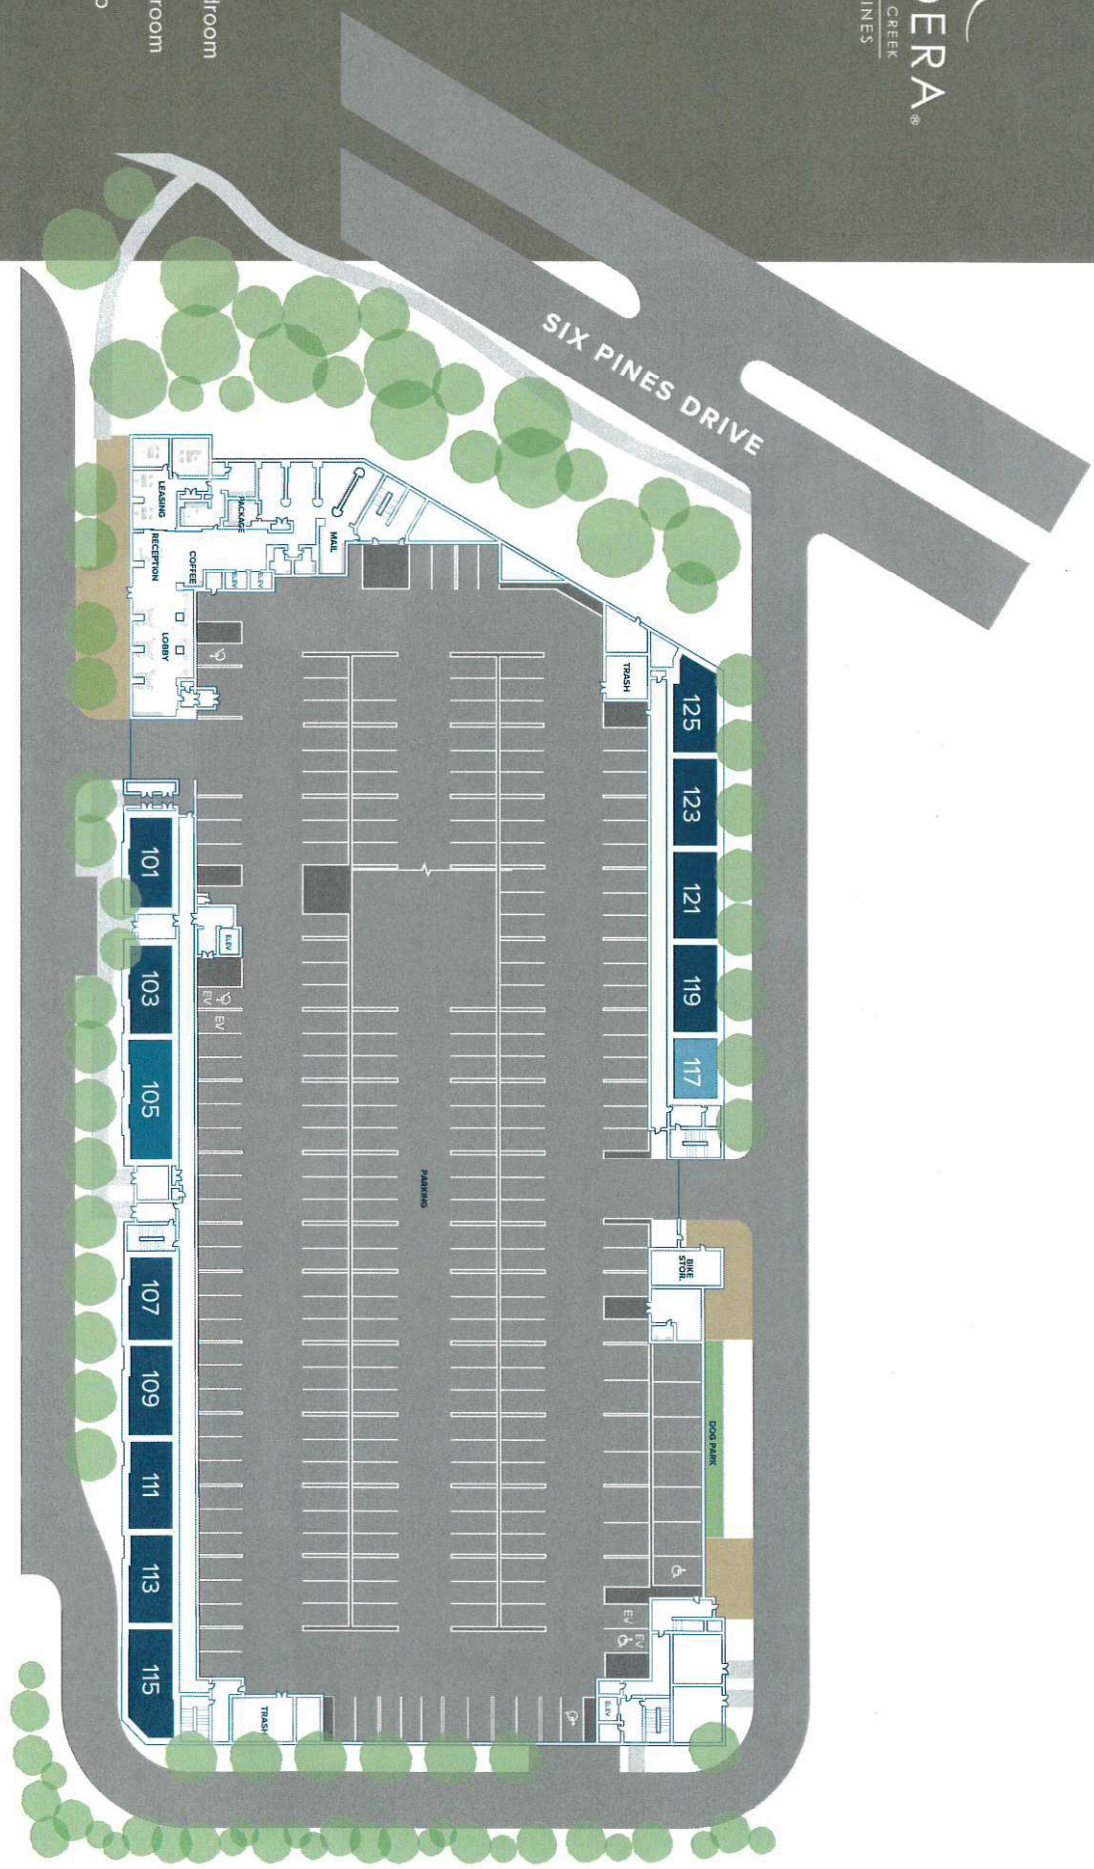 DERA®
CREEK
PINES
droom
room
SIX PINES DRIVE
LEASING
PACKAGE
MAIL
RECEPTION
COFFEE
ELEV
ELEV
LOBBY
TRASH
125
123
121
119
117
101
ELEV
103
EV
EV
105
PARKING
BIKE
STOR.
107
109
111
113
115
DOG PARK
EV
EV
ELEV
TRASH